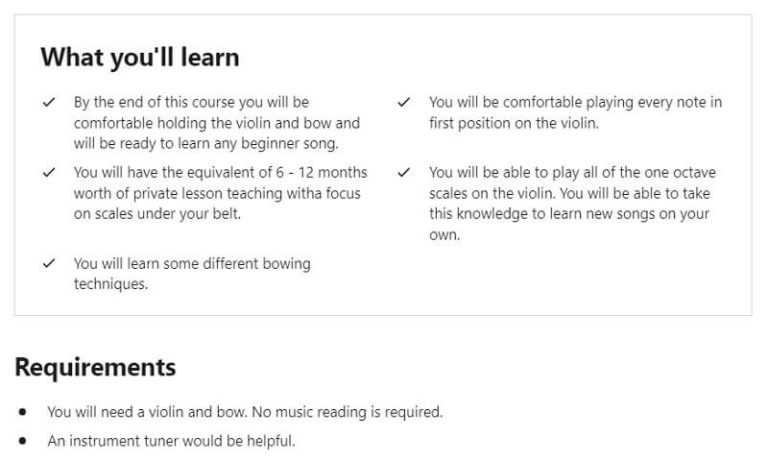 What you'll learn
By the end of this course you will be
comfortable holding the violin and bow and
will be ready to learn any beginner song.
You will be comfortable playing every note in
first position on the violin.
You will have the equivalent of 6 - 12 months
worth of private lesson teaching witha focus
on scales under your belt.
You will be able to play all of the one octave
scales on the violin. You will be able to take
this knowledge to learn new songs on your
own.
You will learn some different bowing
techniques.
Requirements
You will need a violin and bow. No music reading is required.
An instrument tuner would be helpful.